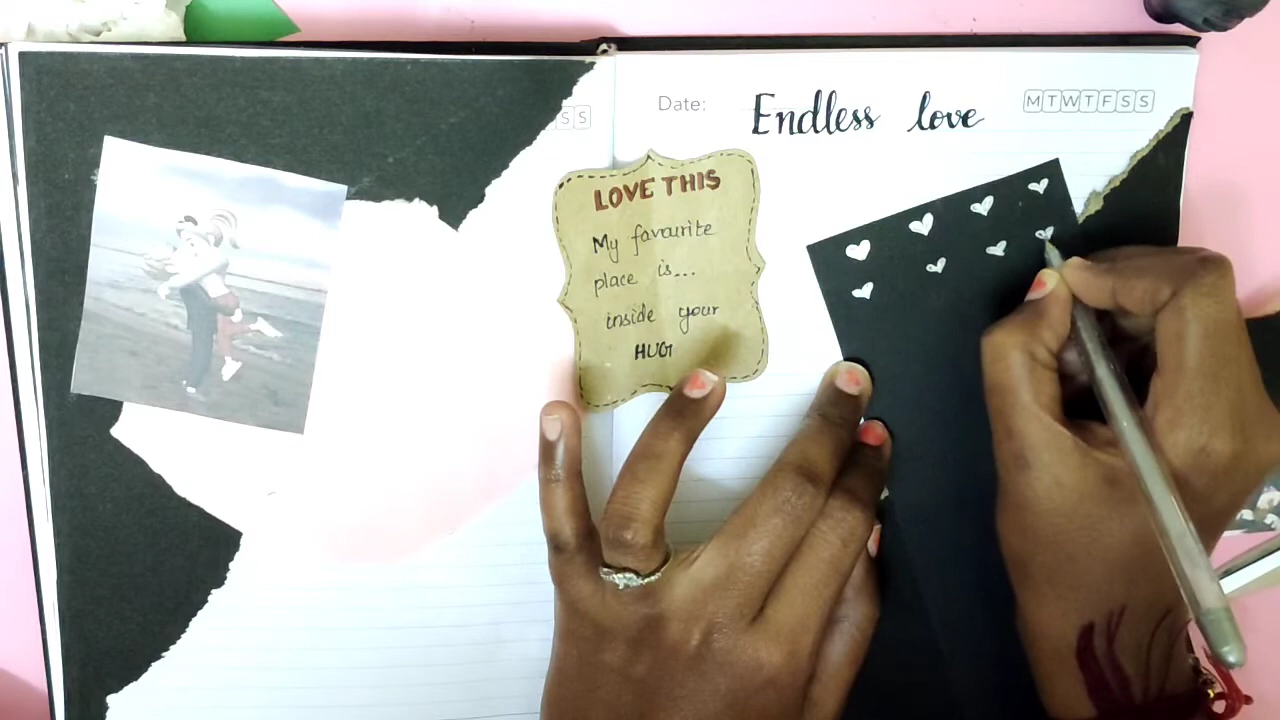 S S
Date: Endless love MTWTFSS
LOVE THIS
My favourite
place is...
inside your
HUG